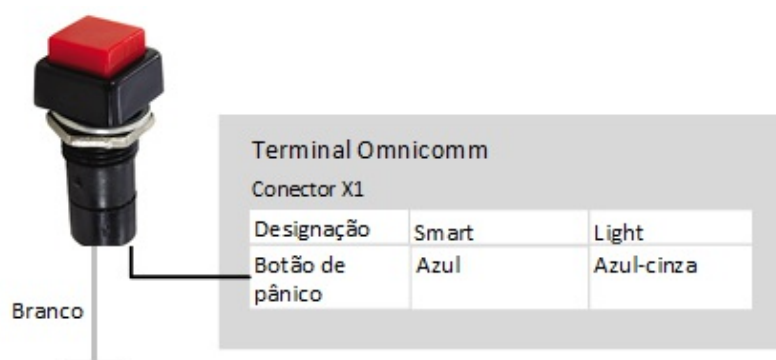 Terminal Omnicomm
Conector X1
Designação Smart Light
Botão de Azul Azul-cinza
pânico
Branco